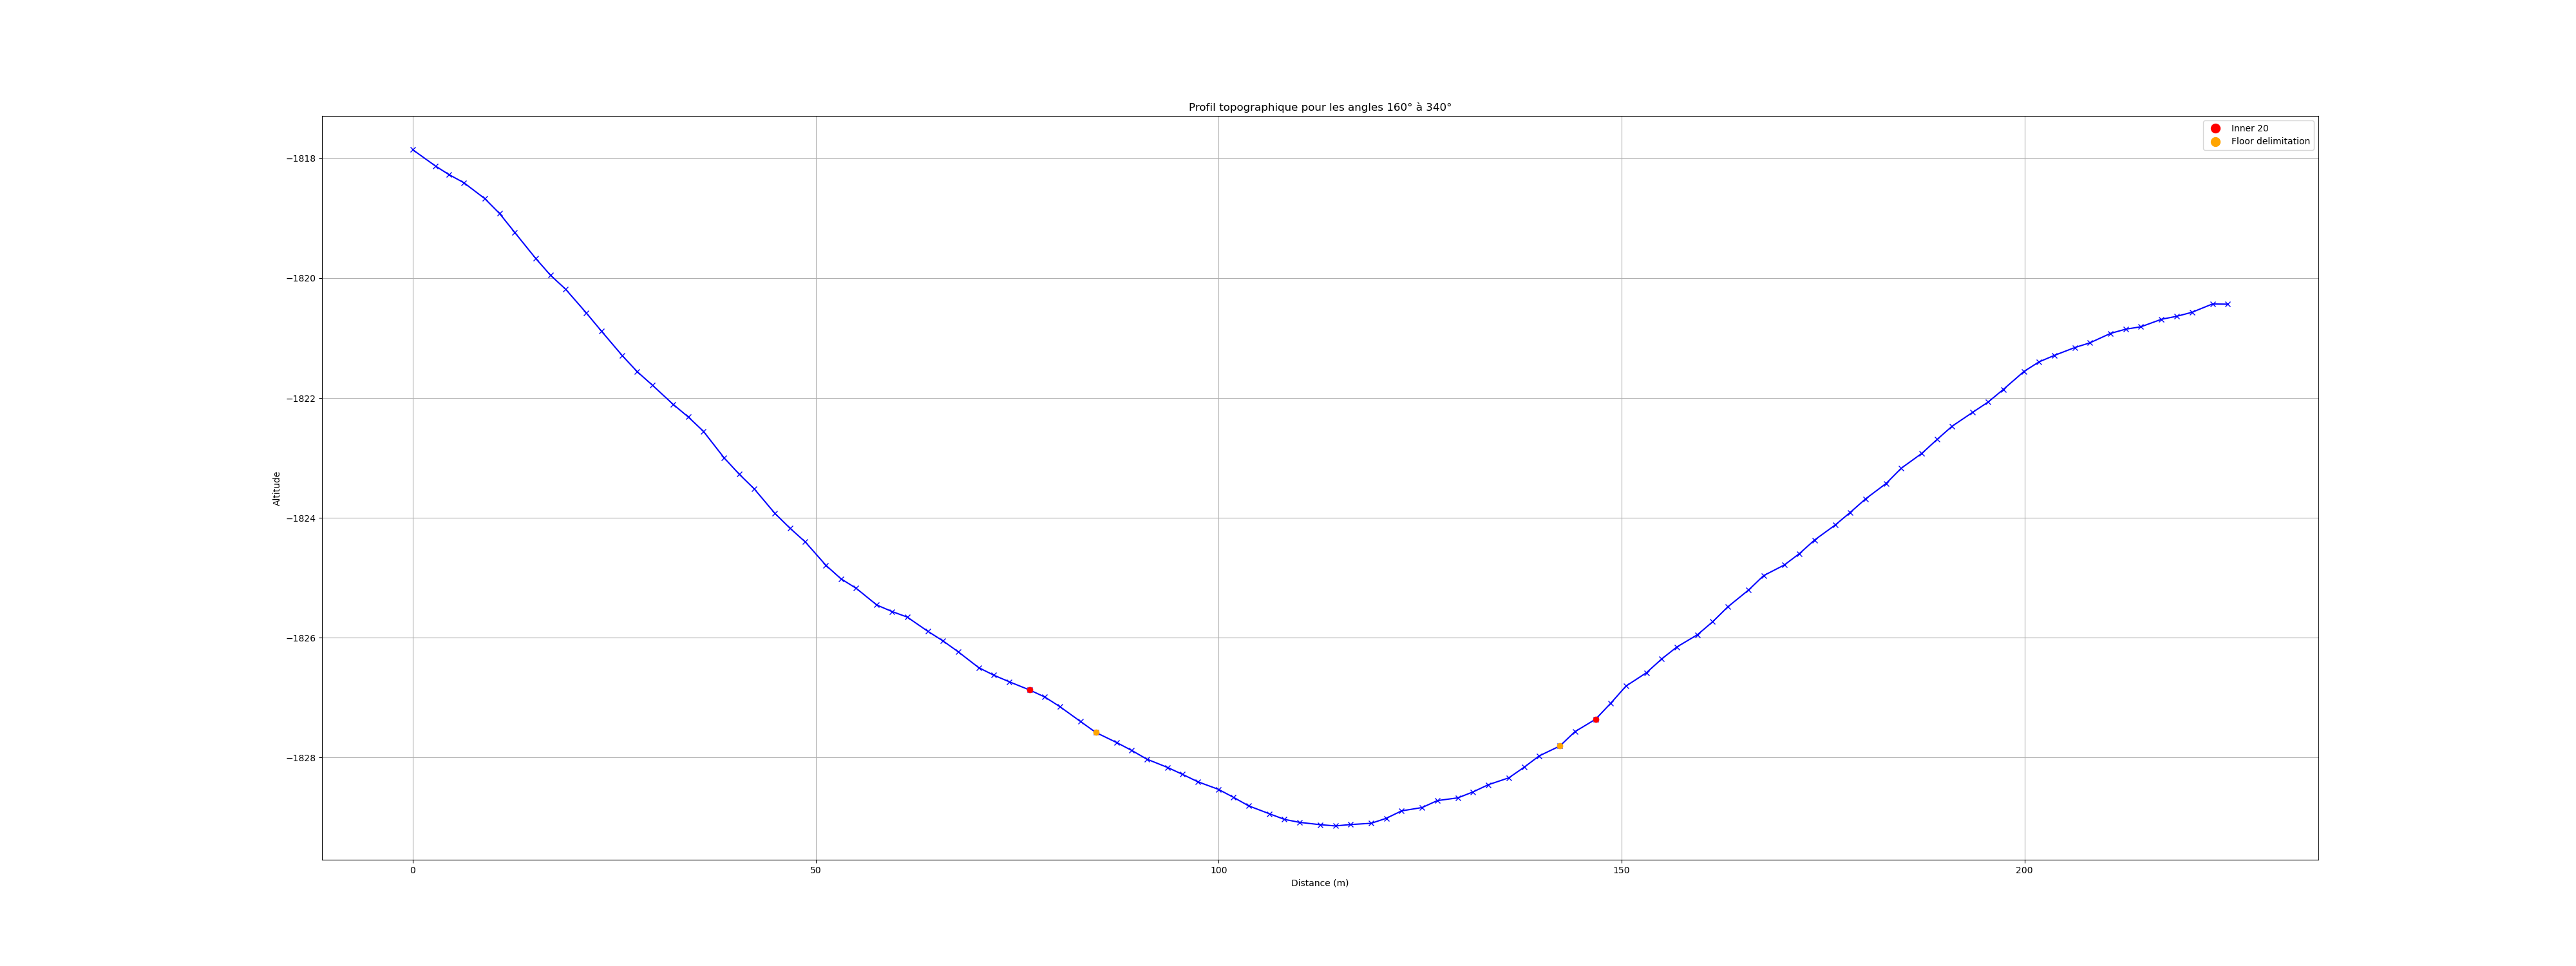 Profil topographique pour les angles 160° à 340°
Inner 20
Floor delimitation
−1818
−1820
−1822
−1824
−1826
−1828
Altitude
0
50
100
150
200
Distance (m)